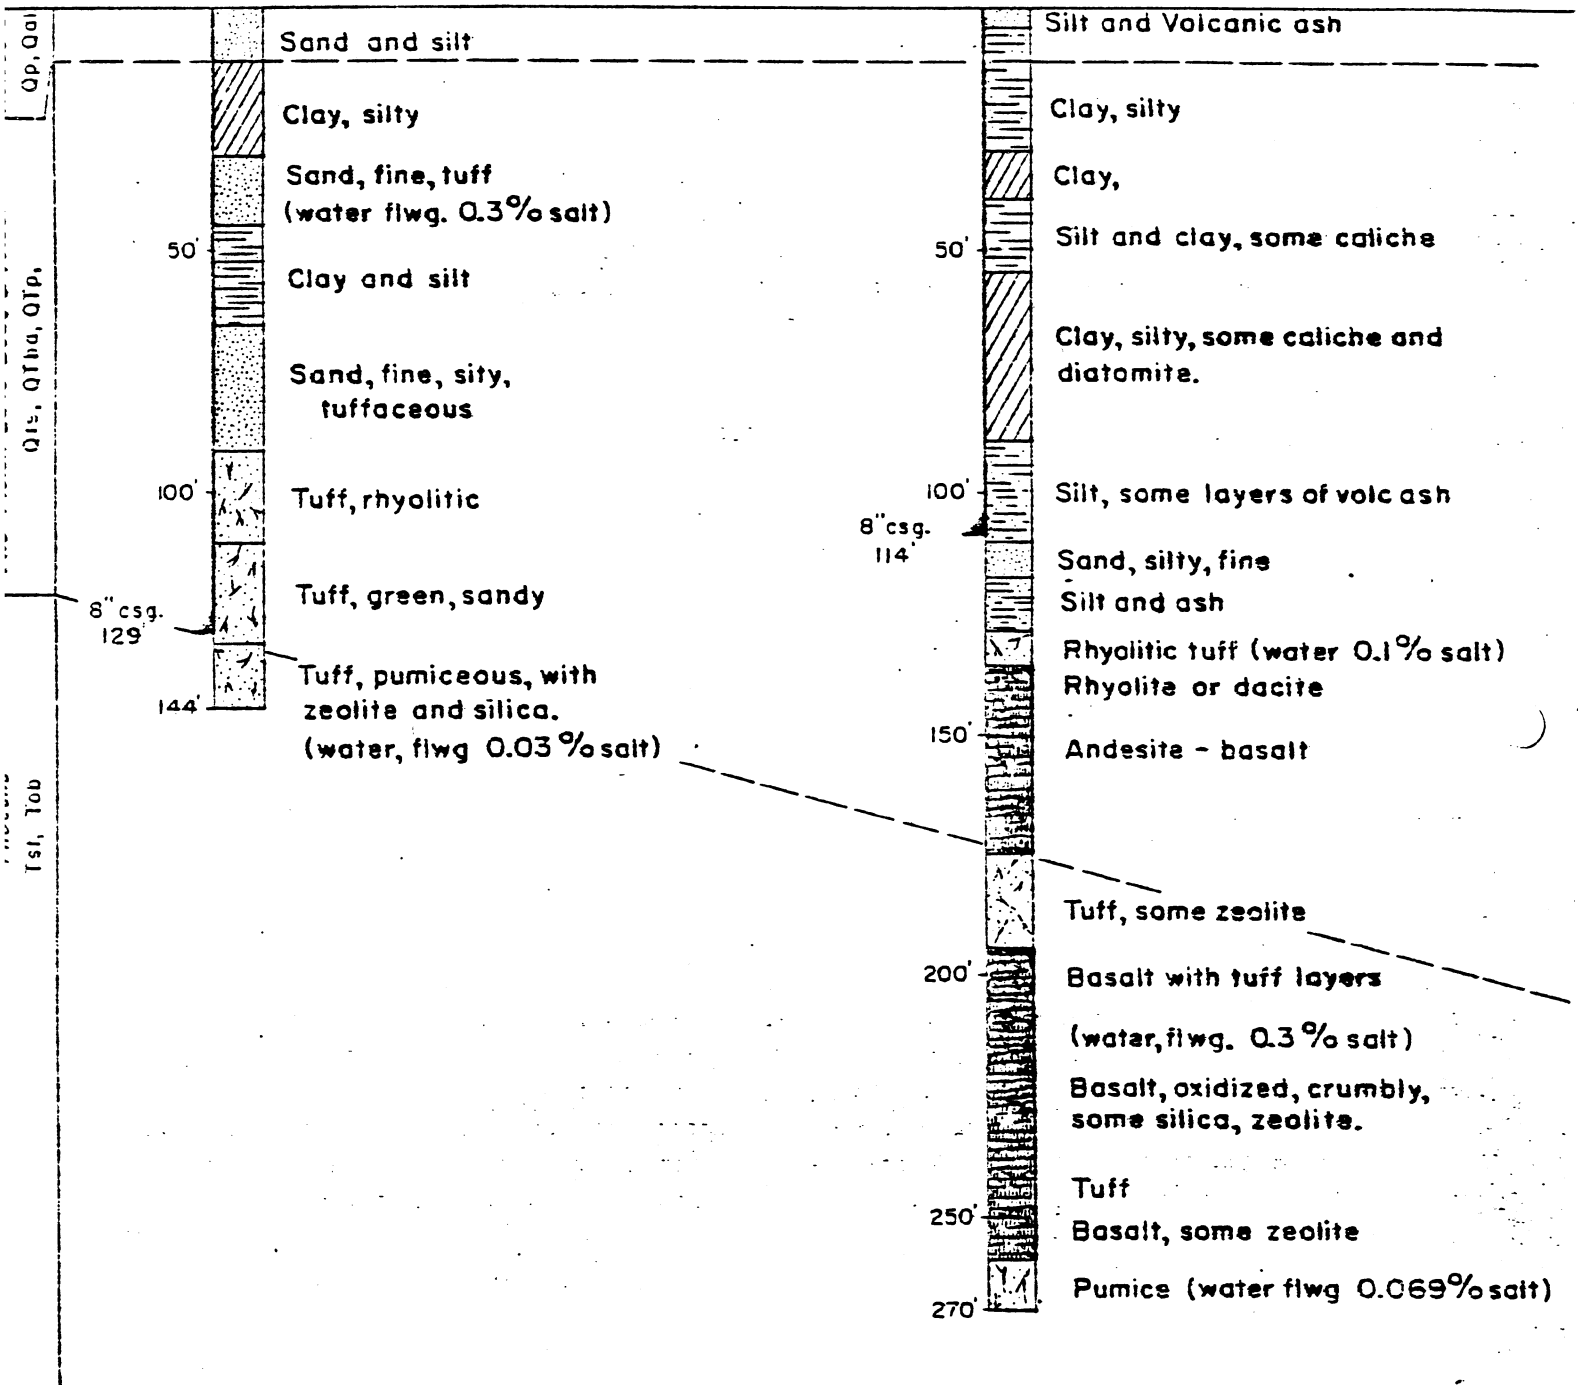 Qp, Qal
Sand and silt
Clay, silty
Sand, fine, tuff
(water flwg. 0.3% salt)
50'
Clay and silt
Sand, fine, sity,
tuffaceous
100'
Tuff, rhyolitic
Tuff, green, sandy
8" csg.
129'
Tuff, pumiceous, with
zeolite and silica.
144'
(water, flwg 0.03% salt)
QTba, QTp,
Tst, Tob
Silt and Volcanic ash
Clay, silty
Clay,
50'
Silt and clay, some caliche
Clay, silty, some caliche and
diatomite.
100'
Silt, some layers of volc ash
8" csg.
114'
Sand, silty, fine
Silt and ash
Rhyolitic tuff (water 0.1% salt)
Rhyolite or dacite
150'
Andesite - basalt
Tuff, some zeolite
200'
Basalt with tuff layers
(water, flwg. 0.3% salt)
Basalt, oxidized, crumbly,
some silica, zeolite.
Tuff
250'
Basalt, some zeolite
Pumice (water flwg 0.069% salt)
270'